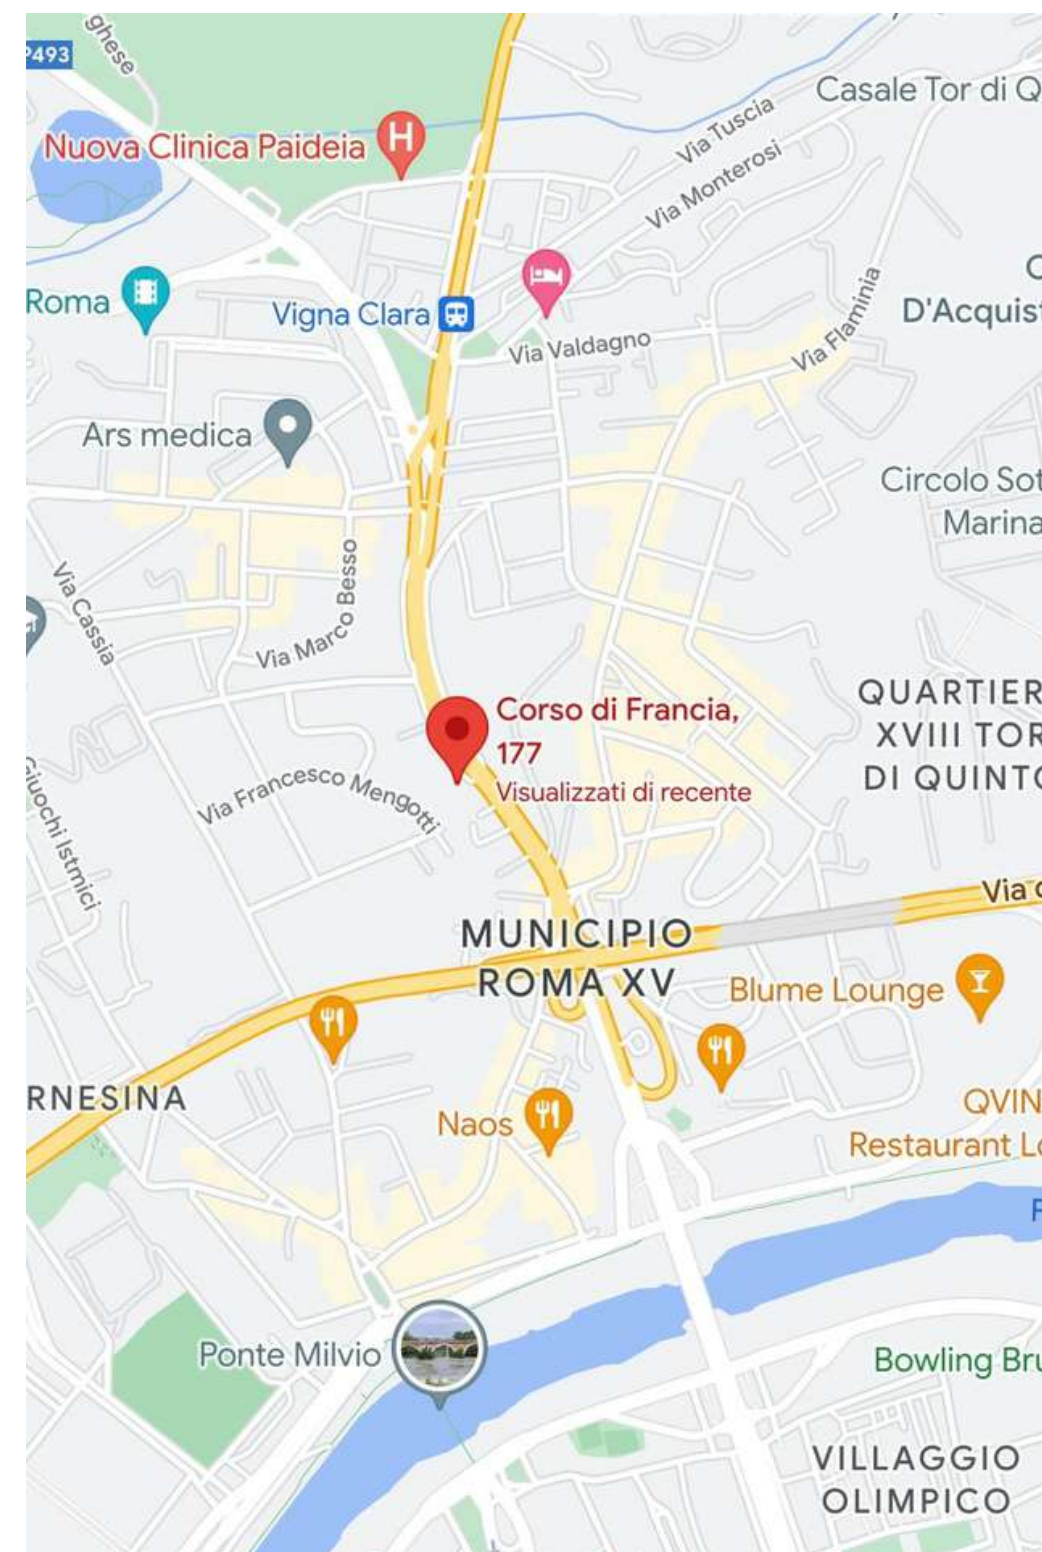 ghese
P493
Casale Tor di Q
Via Tuscia
Nuova Clinica Paideia
H
Via Monterosi
D'Acquist
Roma
Vigna Clara
Via Flaminia
Via Valdagno
Ars medica
Circolo Sot
Marina
Via Cassia
Via Marco Besso
QUARTIER
XVIII TOR
DI QUINTO
Corso di Francia,
177
Visualizzati di recente
Via Francesco Mengotti
Giuochi Istmici
Via d
MUNICIPIO
ROMA XV
Blume Lounge
RNESINA
Naos
QVIN
Restaurant Lo
Ponte Milvio
Bowling Bru
VILLAGGIO
OLIMPICO